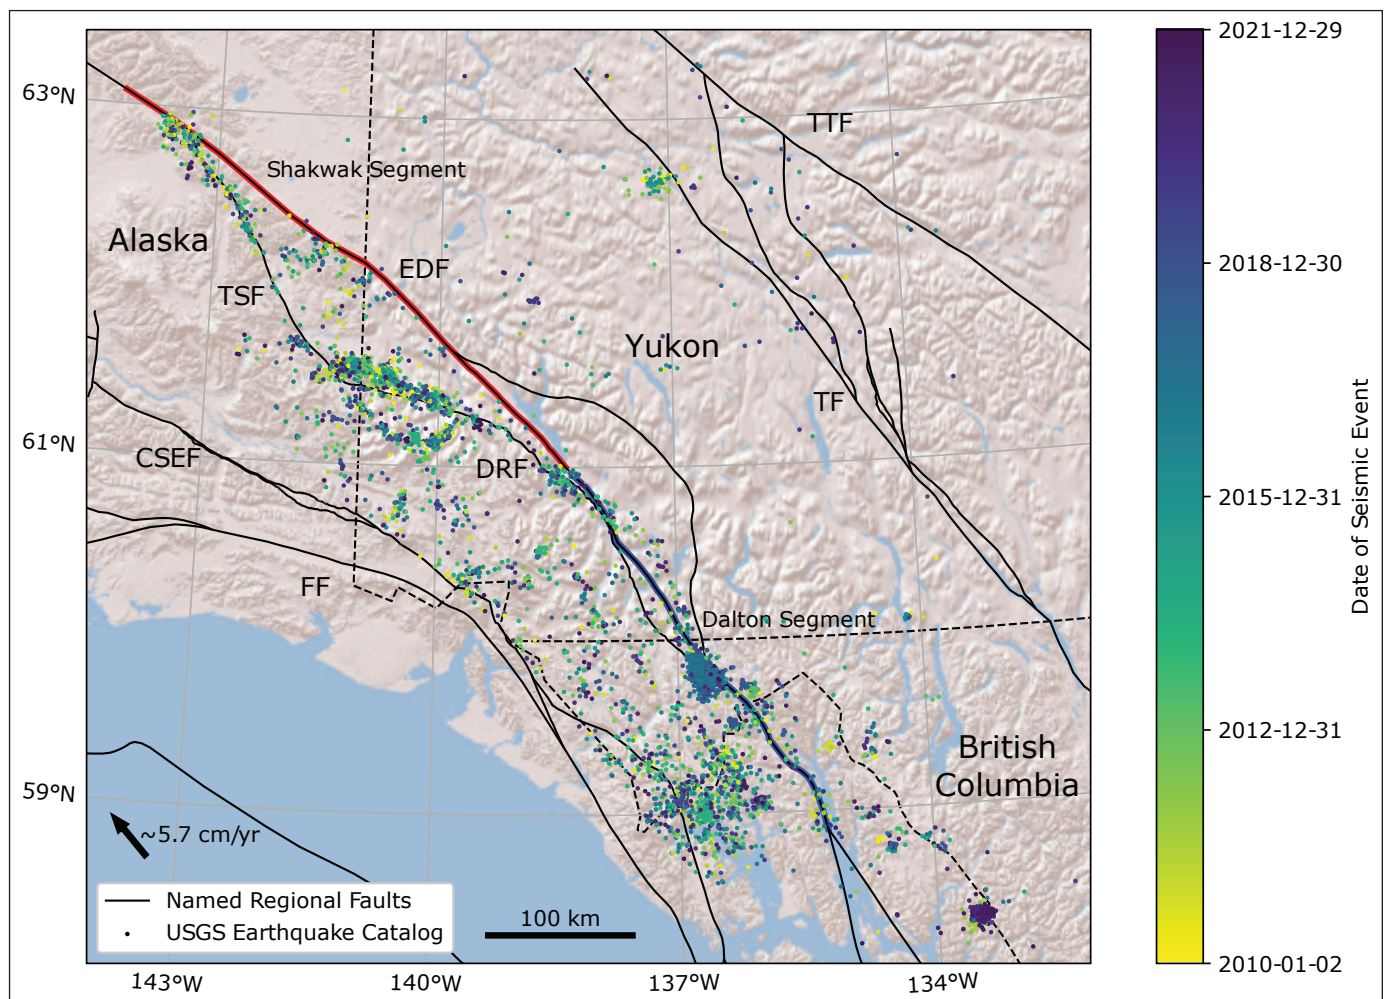 63°N
61°N
59°N
143°W
140°W
137°W
134°W
Shakwak Segment
TTF
Alaska
TSF
EDF
Yukon
TF
CSEF
DRF
FF
Dalton Segment
British
Columbia
~5.7 cm/yr
Named Regional Faults
USGS Earthquake Catalog
100 km
2021-12-29
2018-12-30
2015-12-31
2012-12-31
2010-01-02
Date of Seismic Event